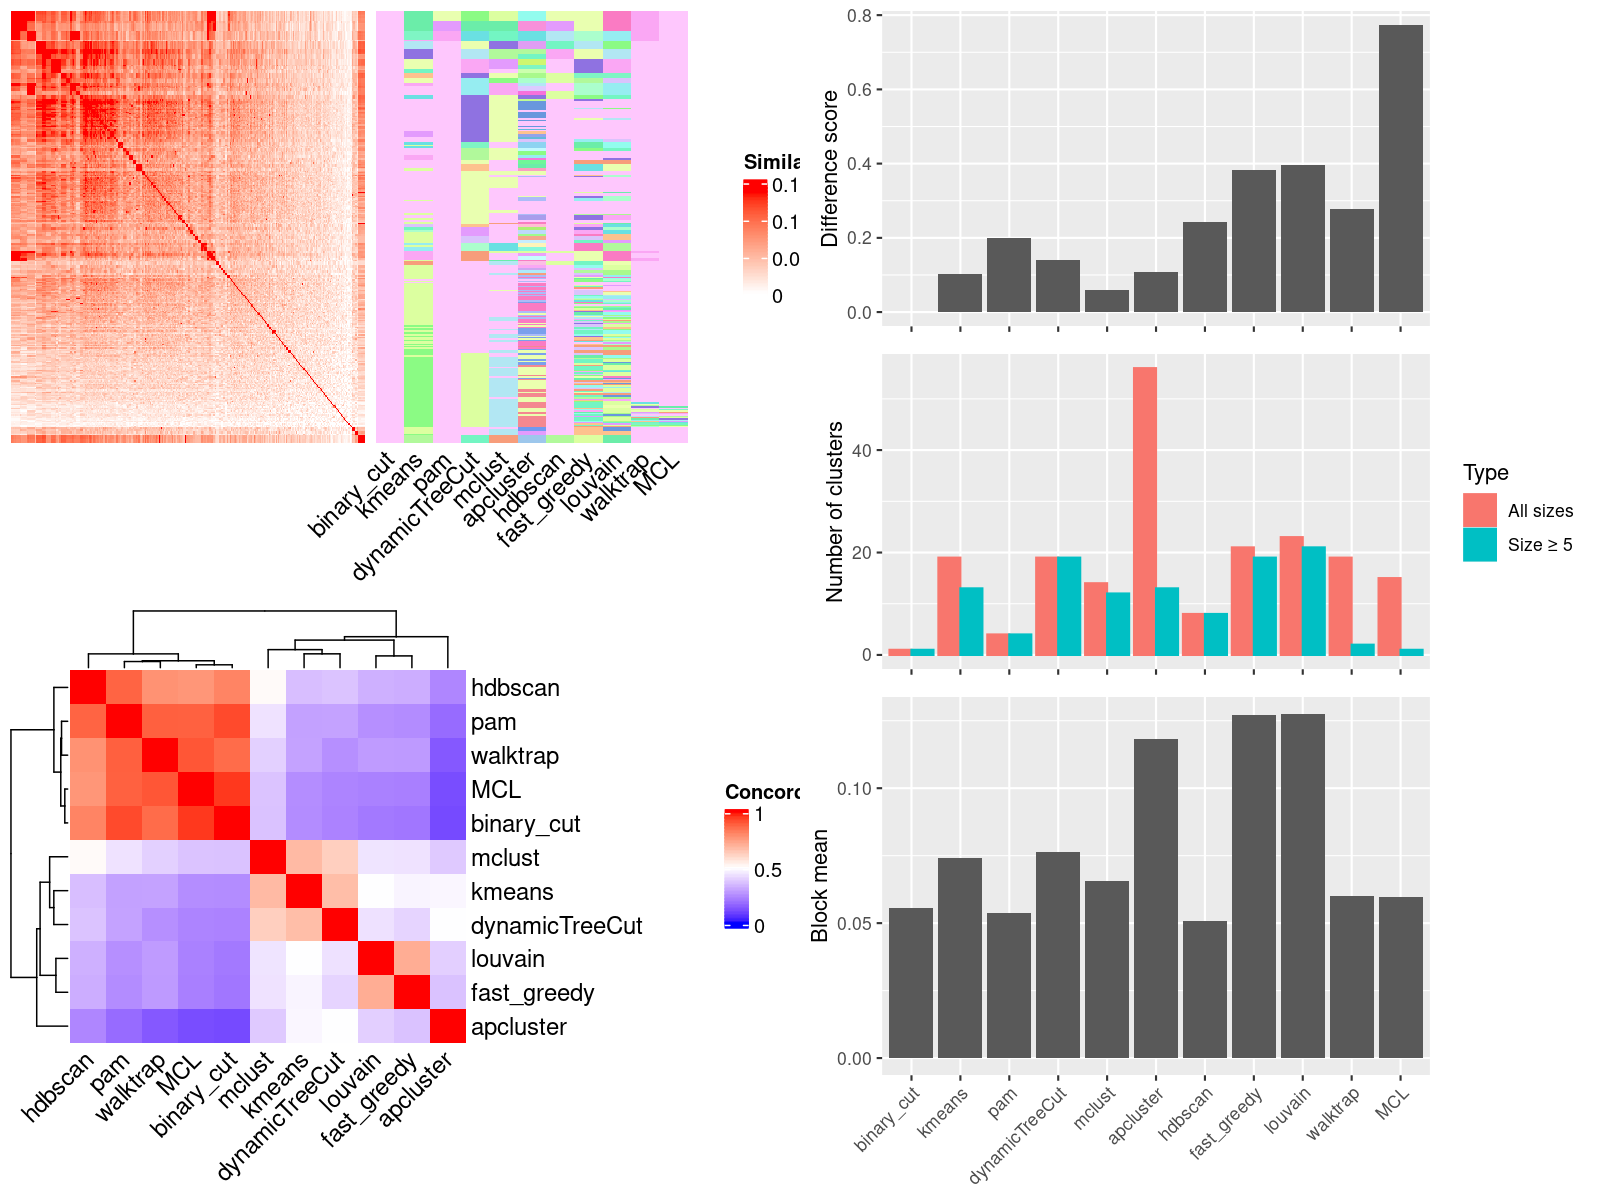 Simila
0.1
0.1
0.0
0
binary_cut
kmeans
pam
dynamicTreeCut
mclust
apcluster
hdbscan
fast_greedy
louvain
walktrap
MCL
hdbscan
pam
walktrap
MCL
binary_cut
mclust
kmeans
dynamicTreeCut
louvain
fast_greedy
apcluster
hdbscan
pam
walktrap
MCL
binary_cut
mclust
kmeans
dynamicTreeCut
louvain
fast_greedy
apcluster
Concord
1
0.5
0
Difference score
0.8
0.6
0.4
0.2
0.0
Number of clusters
40
20
0
Type
All sizes
Size ≥ 5
Block mean
0.10
0.05
0.00
binary_cut
kmeans
pam
dynamicTreeCut
mclust
apcluster
hdbscan
fast_greedy
louvain
walktrap
MCL